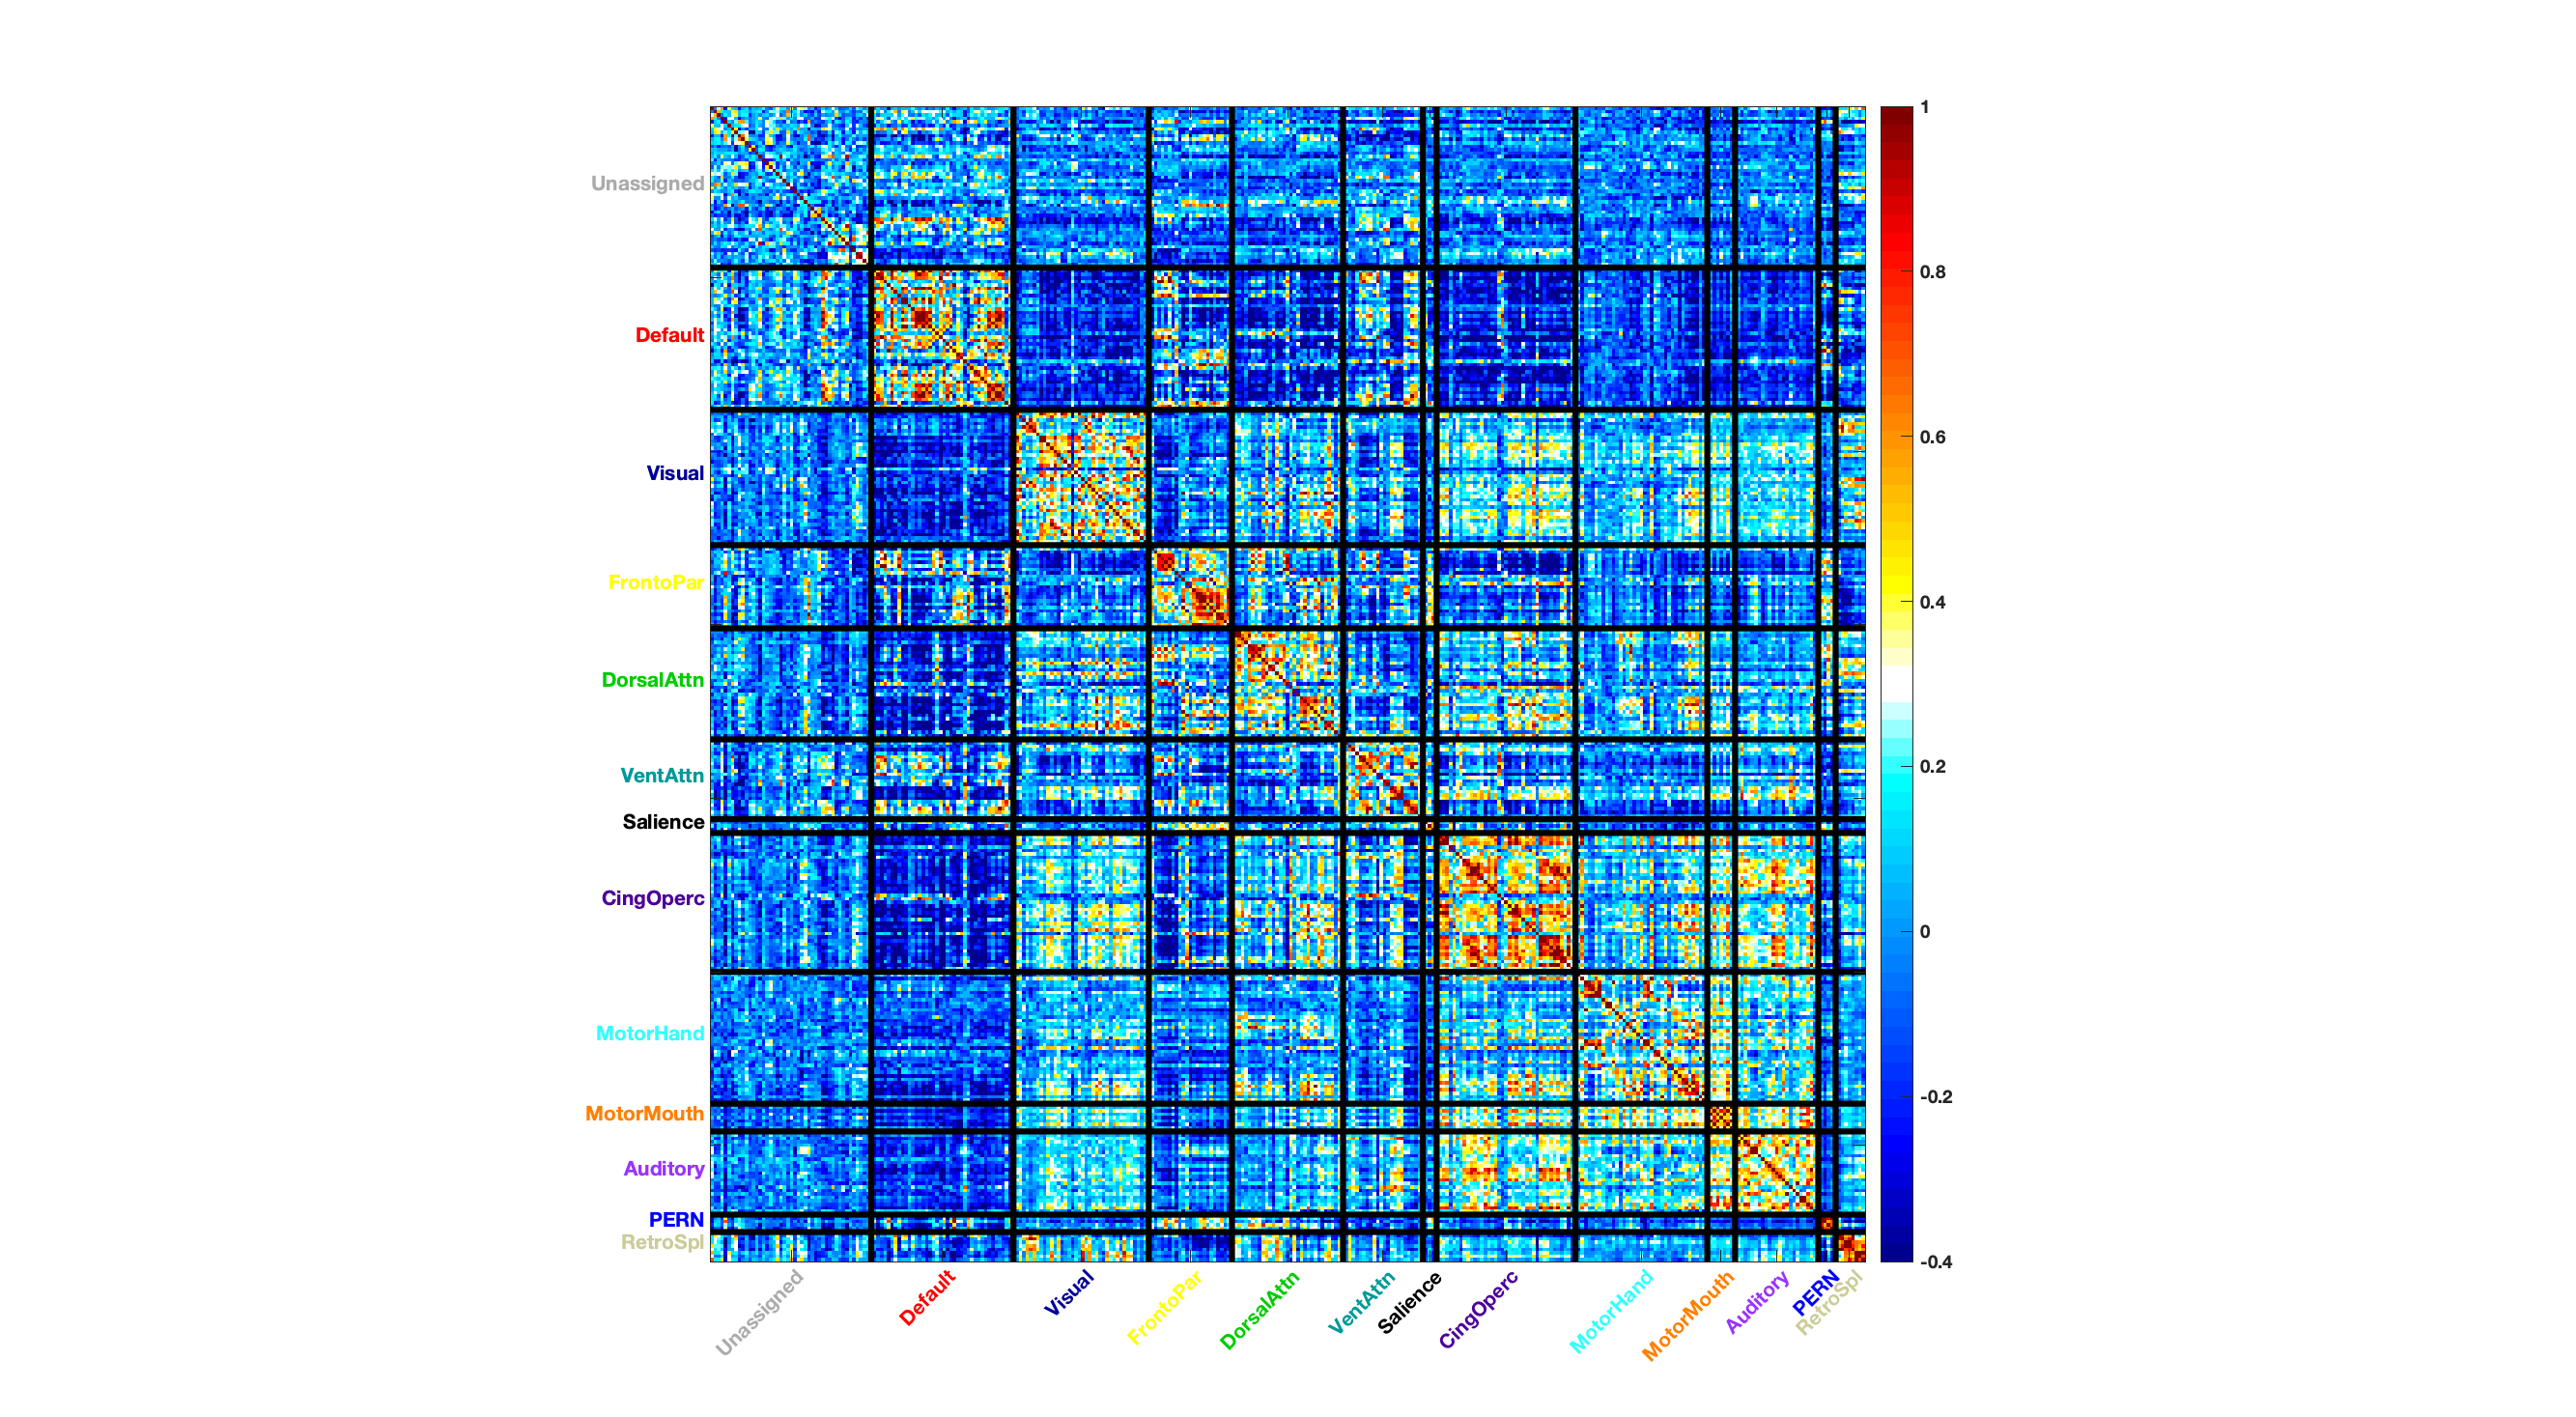 Unassigned
Default
Visual
FrontoPar
DorsalAttn
VentAttn
Salience
CingOperc
MotorHand
MotorMouth
Auditory
PERN
RetroSpl
1
0.8
0.6
0.4
0.2
0
-0.2
-0.4
Unassigned
Default
Visual
FrontoPar
DorsalAttn
VentAttn
Salience
CingOperc
MotorHand
MotorMouth
Auditory
PERN
RetroSpl